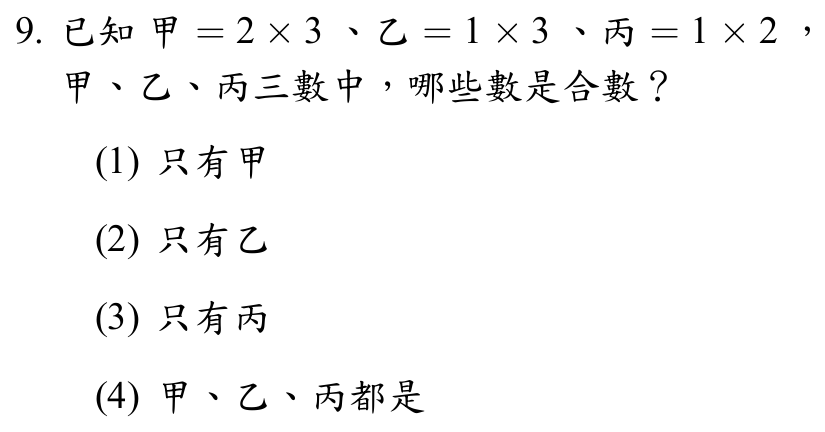 9. 已知 甲 = 2 × 3 、乙 = 1 × 3 、丙 = 1 × 2 ，
甲、乙、丙三數中，哪些數是合數？
(1) 只有甲
(2) 只有乙
(3) 只有丙
(4) 甲、乙、丙都是